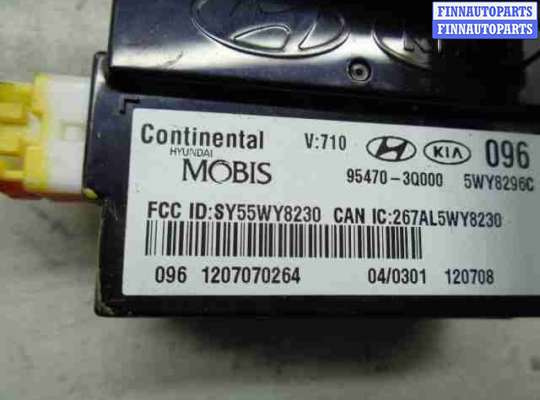 FINNAUTOPARTS
FINNAUTOPARTS
Continental V:710 KIA 096
HYUNDAI
MOBIS 95470-3Q000 5WY8296C
FCC ID:SY55WY8230 CAN IC:267AL5WY8230
096 1207070264 04/0301 120708